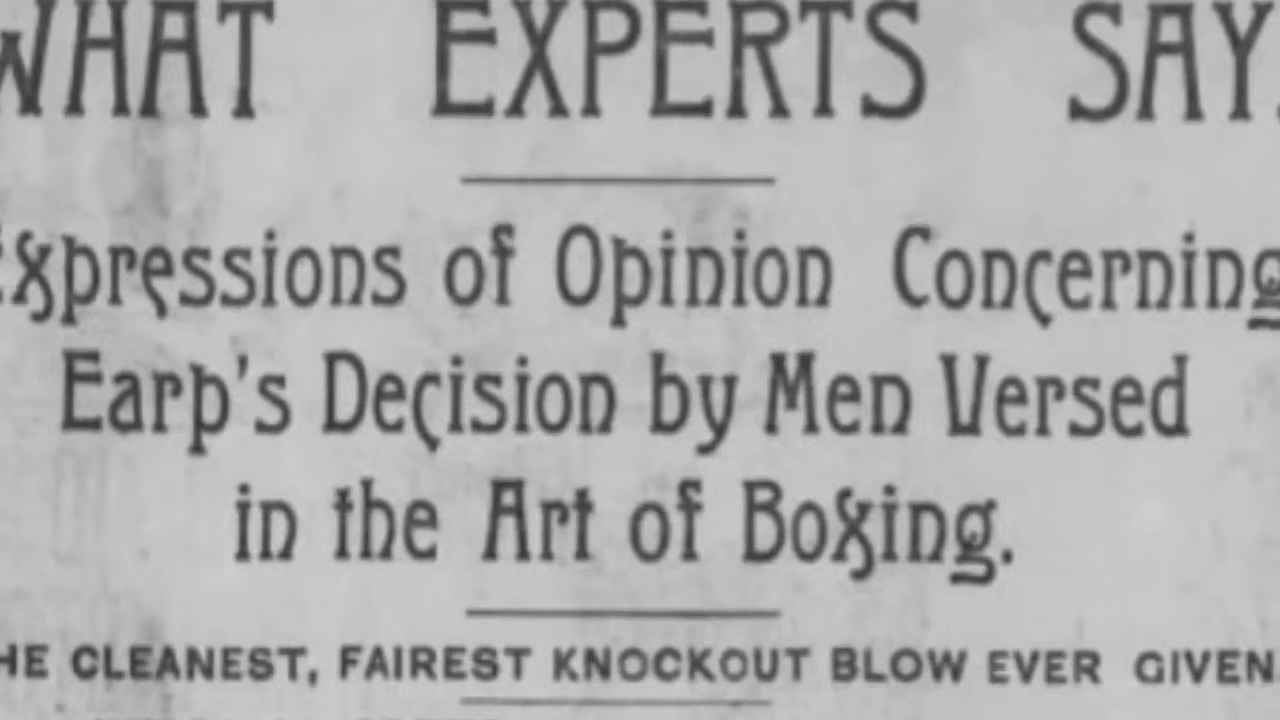 WHAT EXPERTS SAY.
Expressions of Opinion Concerning
Earp's Decision by Men Versed
in the Art of Boxing.
THE CLEANEST, FAIREST KNOCKOUT BLOW EVER GIVEN